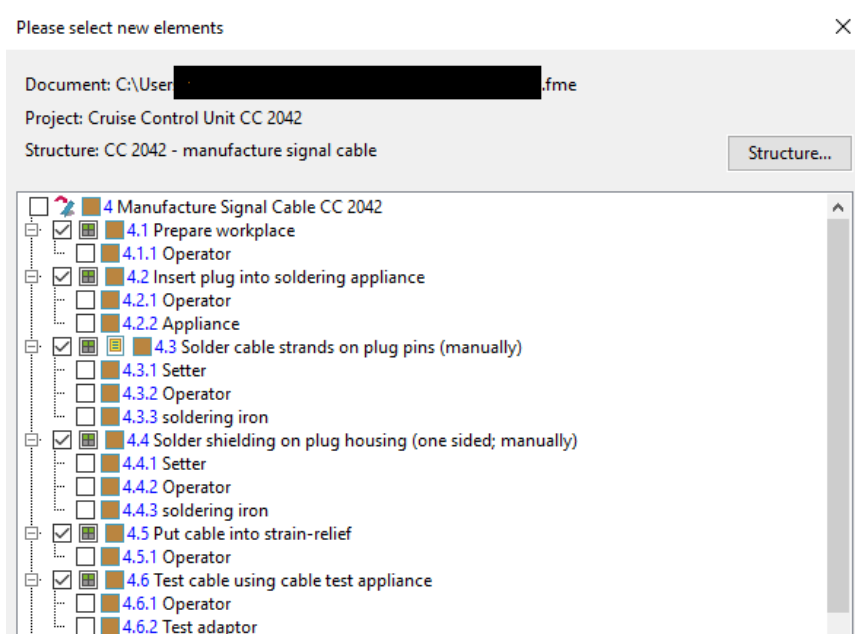 Please select new elements
Document: C:\User .fme
Project: Cruise Control Unit CC 2042
Structure: CC 2042 - manufacture signal cable
Structure...
4 Manufacture Signal Cable CC 2042
4.1 Prepare workplace
4.1.1 Operator
4.2 Insert plug into soldering appliance
4.2.1 Operator
4.2.2 Appliance
4.3 Solder cable strands on plug pins (manually)
4.3.1 Setter
4.3.2 Operator
4.3.3 soldering iron
4.4 Solder shielding on plug housing (one sided; manually)
4.4.1 Setter
4.4.2 Operator
4.4.3 soldering iron
4.5 Put cable into strain-relief
4.5.1 Operator
4.6 Test cable using cable test appliance
4.6.1 Operator
4.6.2 Test adaptor